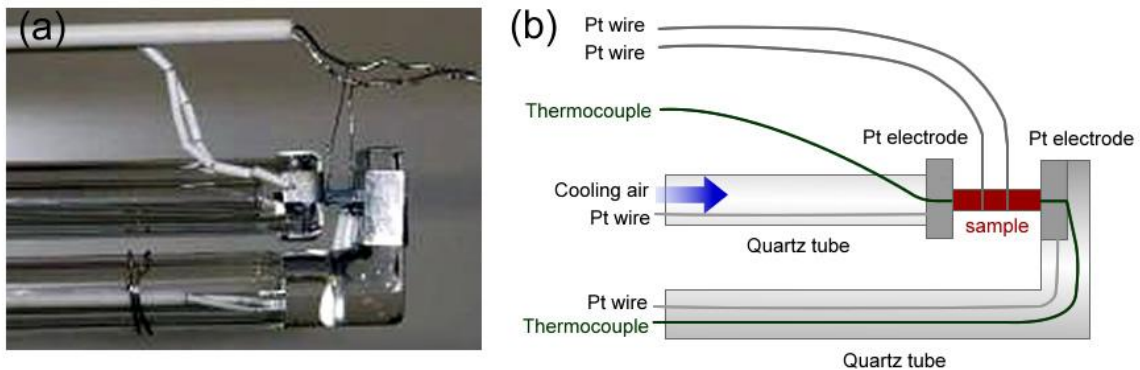 (a)
(b)
Pt wire
Pt wire
Thermocouple
Pt electrode
Pt electrode
Cooling air
Pt wire
sample
Quartz tube
Pt wire
Thermocouple
Quartz tube